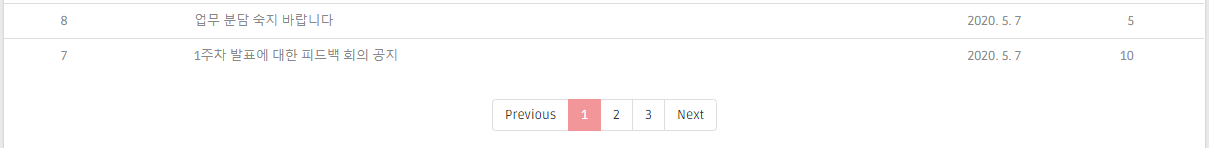 8 업무 분담 숙지 바랍니다 2020. 5. 7 5
7 1주차 발표에 대한 피드백 회의 공지 2020. 5. 7 10
Previous 1 2 3 Next